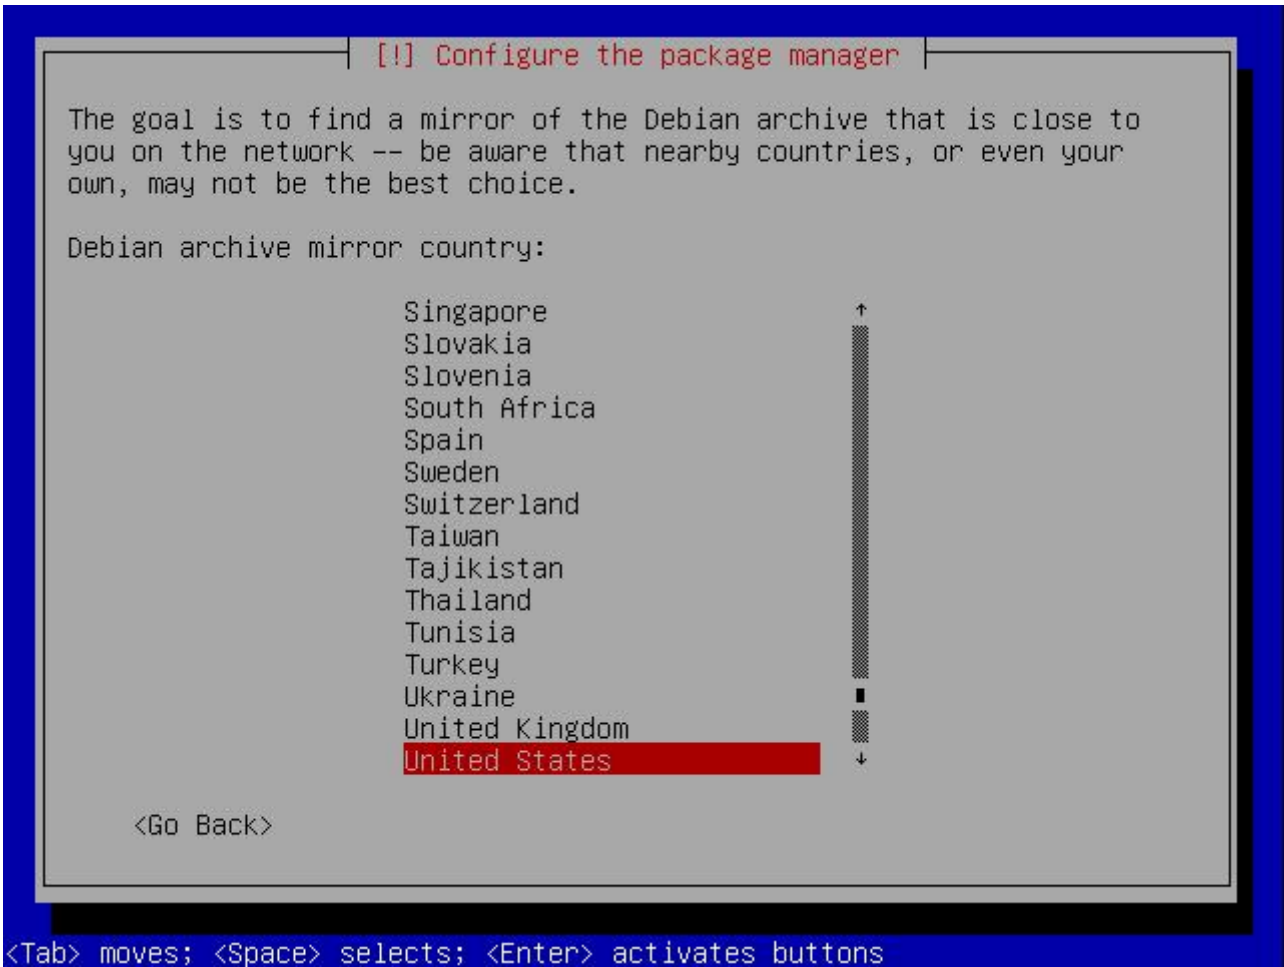 [!] Configure the package manager
The goal is to find a mirror of the Debian archive that is close to
you on the network -- be aware that nearby countries, or even your
own, may not be the best choice.
Debian archive mirror country:
Singapore
Slovakia
Slovenia
South Africa
Spain
Sweden
Switzerland
Taiwan
Tajikistan
Thailand
Tunisia
Turkey
Ukraine
United Kingdom
United States
<Go Back>
<Tab> moves; <Space> selects; <Enter> activates buttons